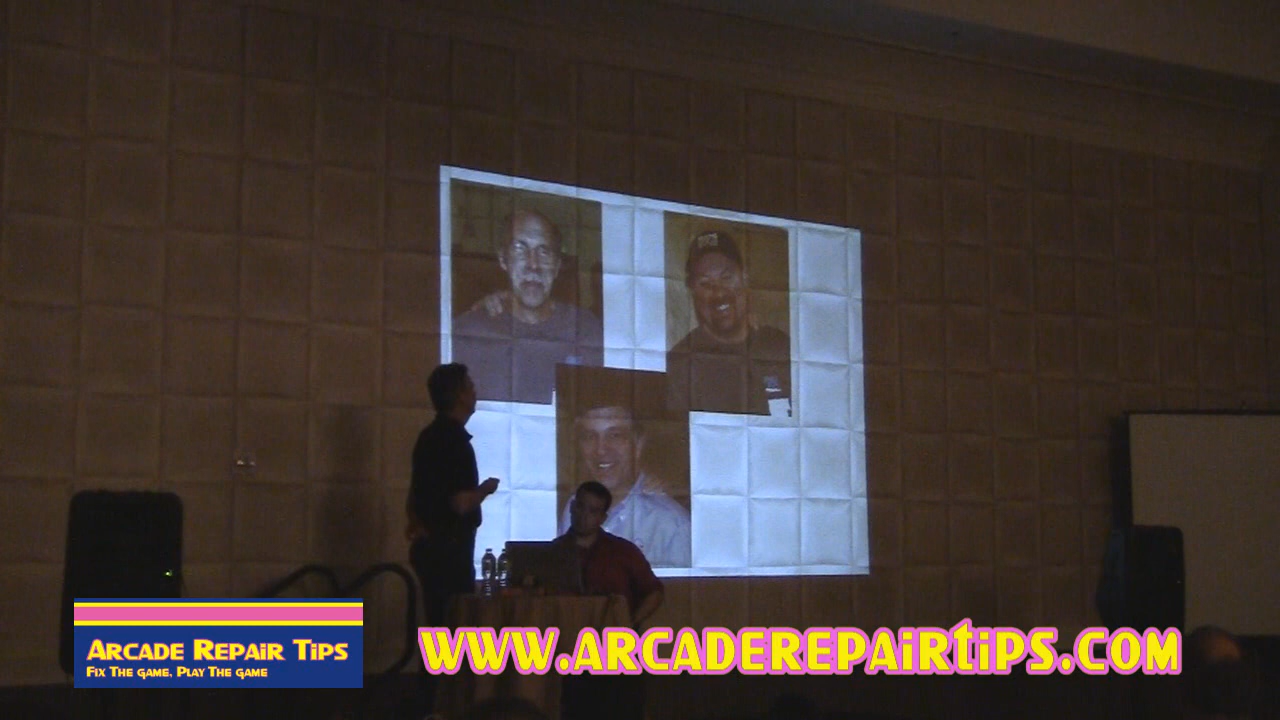 Arcade Repair Tips
Fix The game, Play The game
www.arcaderepairtips.com